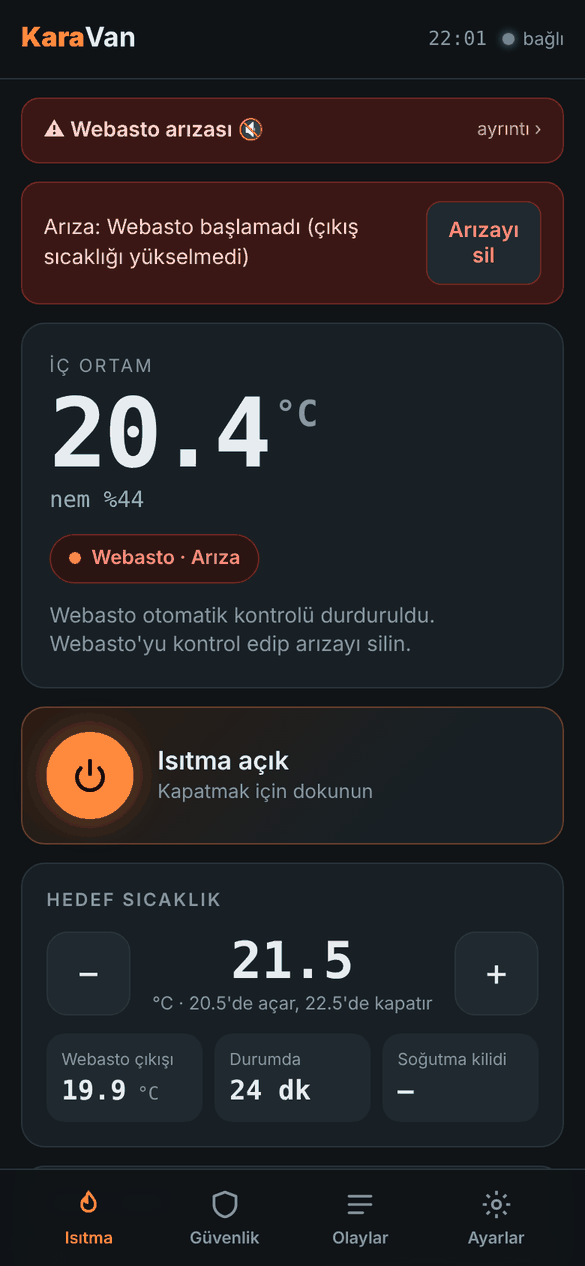 KaraVan
22:01 bağlı
⚠ Webasto arızası 🔇
ayrıntı ›
Arıza: Webasto başlamadı (çıkış
sıcaklığı yükselmedi)
Arızayı
sil
İÇ ORTAM
20.4 °C
nem %44
Webasto · Arıza
Webasto otomatik kontrolü durduruldu.
Webasto'yu kontrol edip arızayı silin.
Isıtma açık
Kapatmak için dokunun
HEDEF SICAKLIK
− 21.5 +
°C · 20.5'de açar, 22.5'de kapatır
Webasto çıkışı
19.9 °C
Durumda
24 dk
Soğutma kilidi
–
Isıtma
Güvenlik
Olaylar
Ayarlar